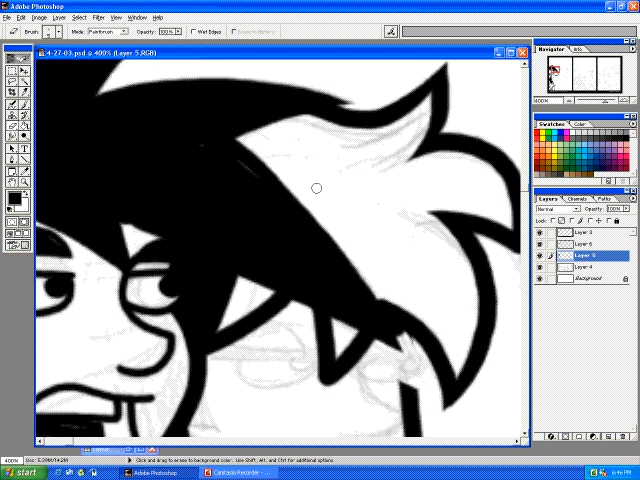 Adobe Photoshop
File Edit Image Layer Select Filter View Window Help
Brush: Mode: Paintbrush Opacity: 100% Wet Edges
4-27-03.psd @ 400% (Layer 5,RGB)
Navigator Info
400%
Swatches Color
Layers Channels Paths
Normal Opacity: 100%
Lock:
Layer 3
Layer 6
Layer 5
Layer 4
Background
400% Doc: 5.39M/14.2M Click and drag to erase to background color. Use Shift, Alt, and Ctrl for additional options.
start Adobe Photoshop Camtasia Recorder - ... 6:46 PM